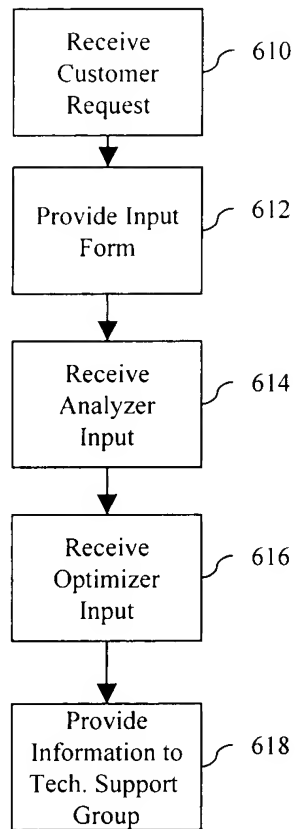 Receive
Customer
Request
610
Provide Input
Form
612
Receive
Analyzer
Input
614
Receive
Optimizer
Input
616
Provide
Information to
Tech. Support
Group
618